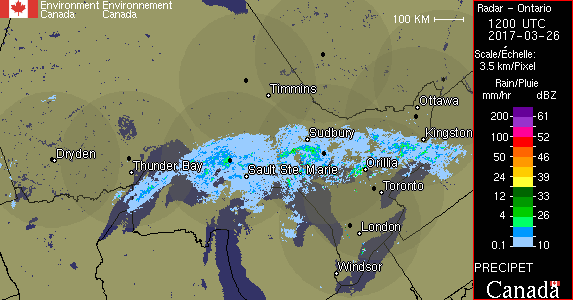 Environment Environnement
Canada Canada
100 KM
Timmins
Ottawa
Sudbury
Kingston
Dryden
Thunder Bay
Sault Ste. Marie
Orillia
Toronto
London
Windsor
Radar - Ontario
1200 UTC
2017-03-26
Scale/Échelle:
3.5 km/Pixel
Rain/Pluie
mm/hr dBZ
200 61
100 52
50 46
24 39
12 33
4 26
0.1 10
PRECIPET
Canada